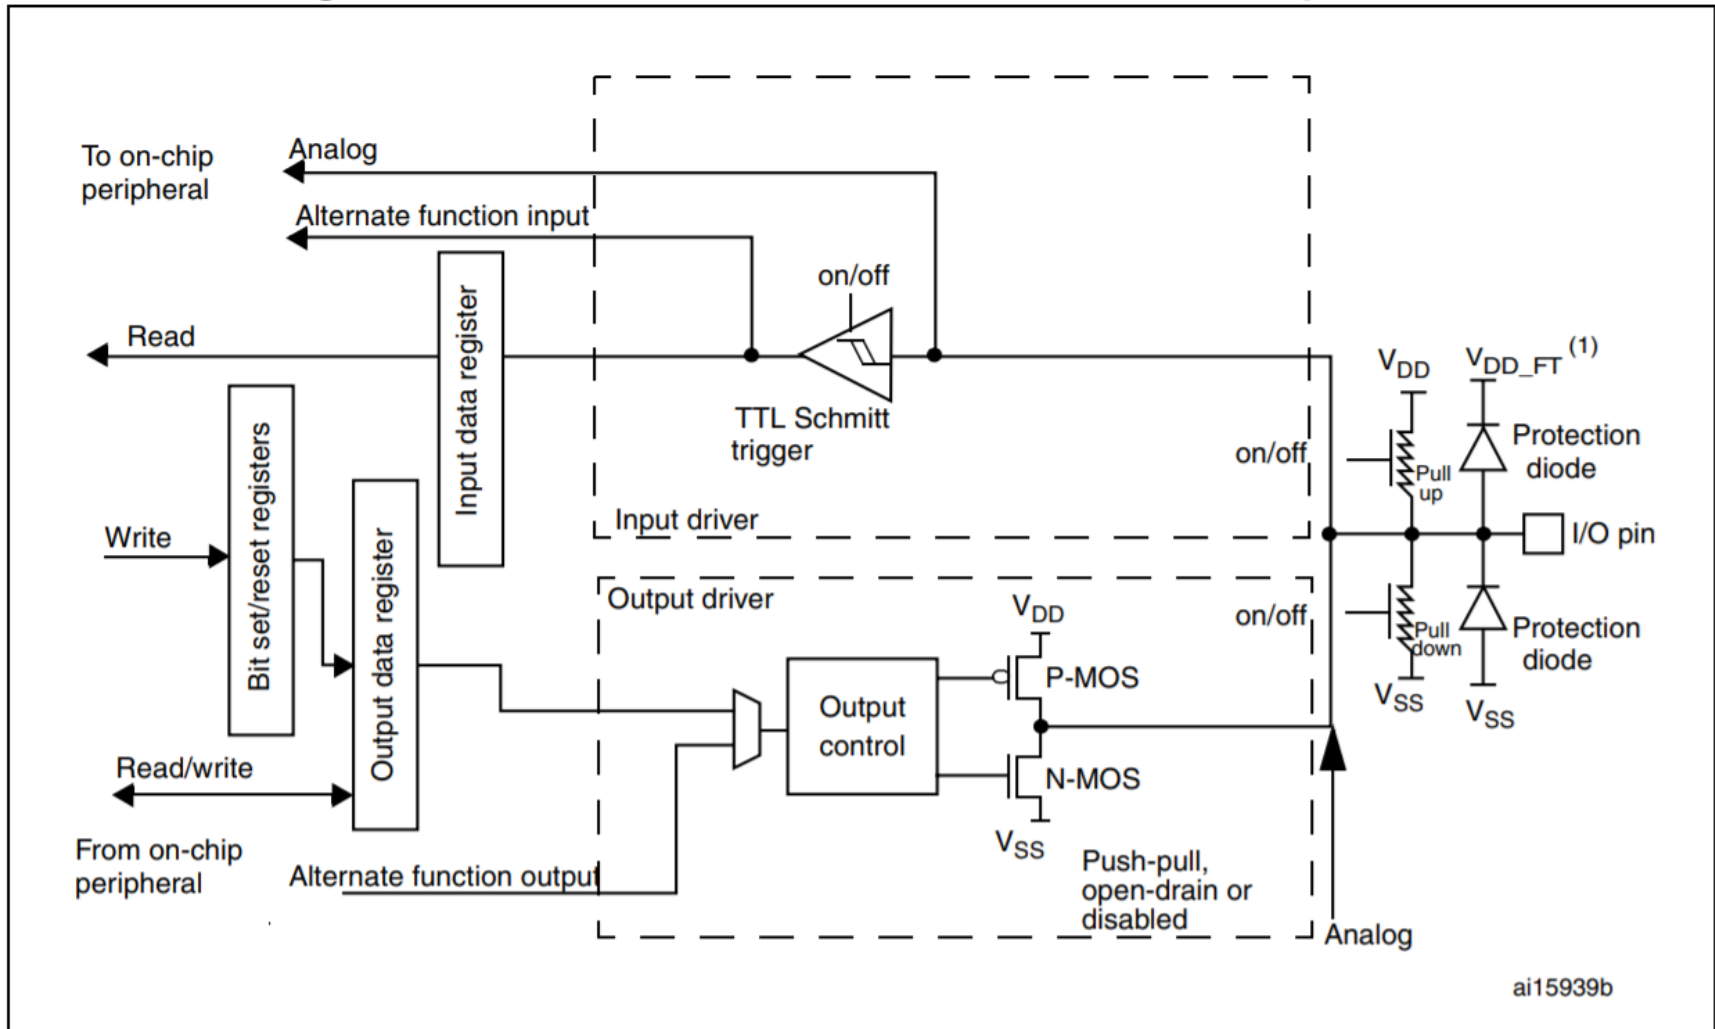 To on-chip
peripheral
Analog
Alternate function input
on/off
Read
Input data register
TTL Schmitt
trigger
Input driver
VDD
VDD_FT (1)
on/off
Pull
up
Protection
diode
Write
Bit set/reset registers
Output data register
I/O pin
Output driver
VDD
on/off
Pull
down
Protection
diode
VSS
VSS
P-MOS
Output
control
N-MOS
VSS
Read/write
From on-chip
peripheral
Alternate function output
Push-pull,
open-drain or
disabled
Analog
ai15939b